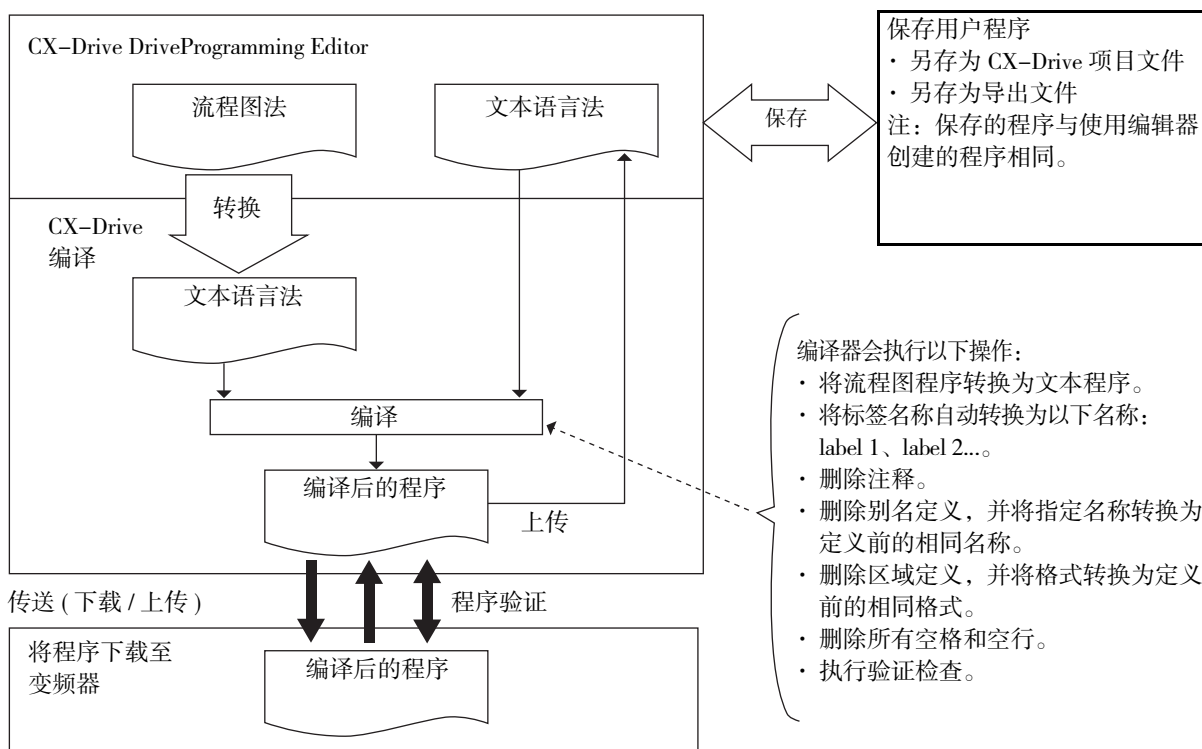 CX-Drive DriveProgramming Editor
流程图法
文本语言法
保存
保存用户程序
· 另存为 CX-Drive 项目文件
· 另存为导出文件
注：保存的程序与使用编辑器
创建的程序相同。
转换
CX-Drive
编译
文本语言法
编译
编译后的程序
上传
编译器会执行以下操作：
· 将流程图程序转换为文本程序。
· 将标签名称自动转换为以下名称：
label 1、label 2...。
· 删除注释。
· 删除别名定义，并将指定名称转换为
定义前的相同名称。
· 删除区域定义，并将格式转换为定义
前的相同格式。
· 删除所有空格和空行。
· 执行验证检查。
传送 ( 下载 / 上传 )
程序验证
将程序下载至
变频器
编译后的程序